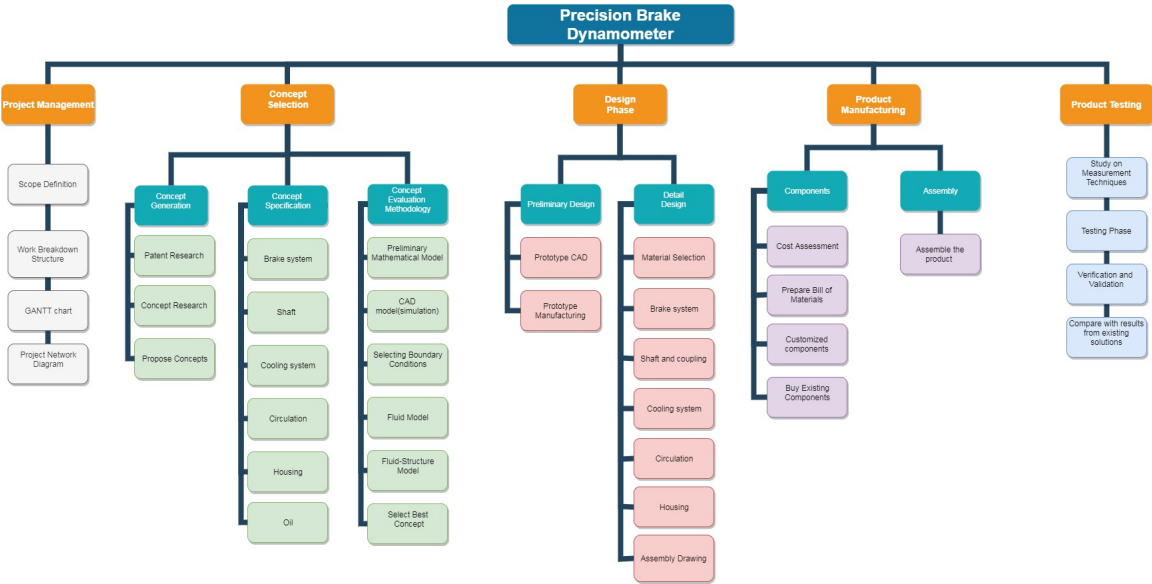 Precision Brake
Dynamometer
Project Management
Concept
Selection
Design
Phase
Product
Manufacturing
Product Testing
Scope Definition
Work Breakdown
Structure
GANTT chart
Project Network
Diagram
Concept
Generation
Patent Research
Concept Research
Propose Concepts
Concept
Specification
Brake system
Shaft
Cooling system
Circulation
Housing
Oil
Concept
Evaluation
Methodology
Preliminary
Mathematical Model
CAD
model(simulation)
Selecting Boundary
Conditions
Fluid Model
Fluid-Structure
Model
Select Best
Concept
Preliminary Design
Prototype CAD
Prototype
Manufacturing
Detail
Design
Material Selection
Brake system
Shaft and coupling
Cooling system
Circulation
Housing
Assembly Drawing
Components
Cost Assessment
Prepare Bill of
Materials
Customized
components
Buy Existing
Components
Assembly
Assemble the
product
Study on
Measurement
Techniques
Testing Phase
Verification and
Validation
Compare with results
from existing
solutions